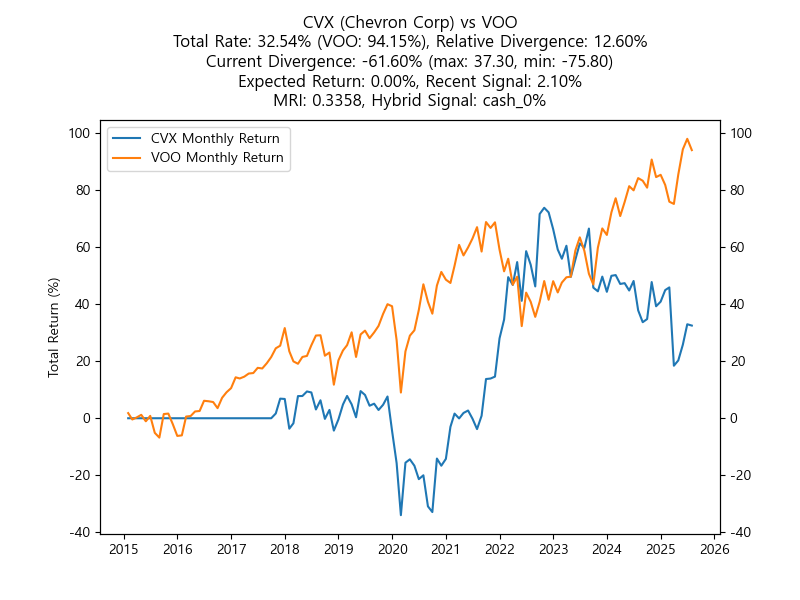 CVX (Chevron Corp) vs VOO
Total Rate: 32.54% (VOO: 94.15%), Relative Divergence: 12.60%
Current Divergence: -61.60% (max: 37.30, min: -75.80)
Expected Return: 0.00%, Recent Signal: 2.10%
MRI: 0.3358, Hybrid Signal: cash_0%
CVX Monthly Return
VOO Monthly Return
Total Return (%)
100
80
60
40
20
0
-20
-40
100
80
60
40
20
0
-20
-40
2015 2016 2017 2018 2019 2020 2021 2022 2023 2024 2025 2026